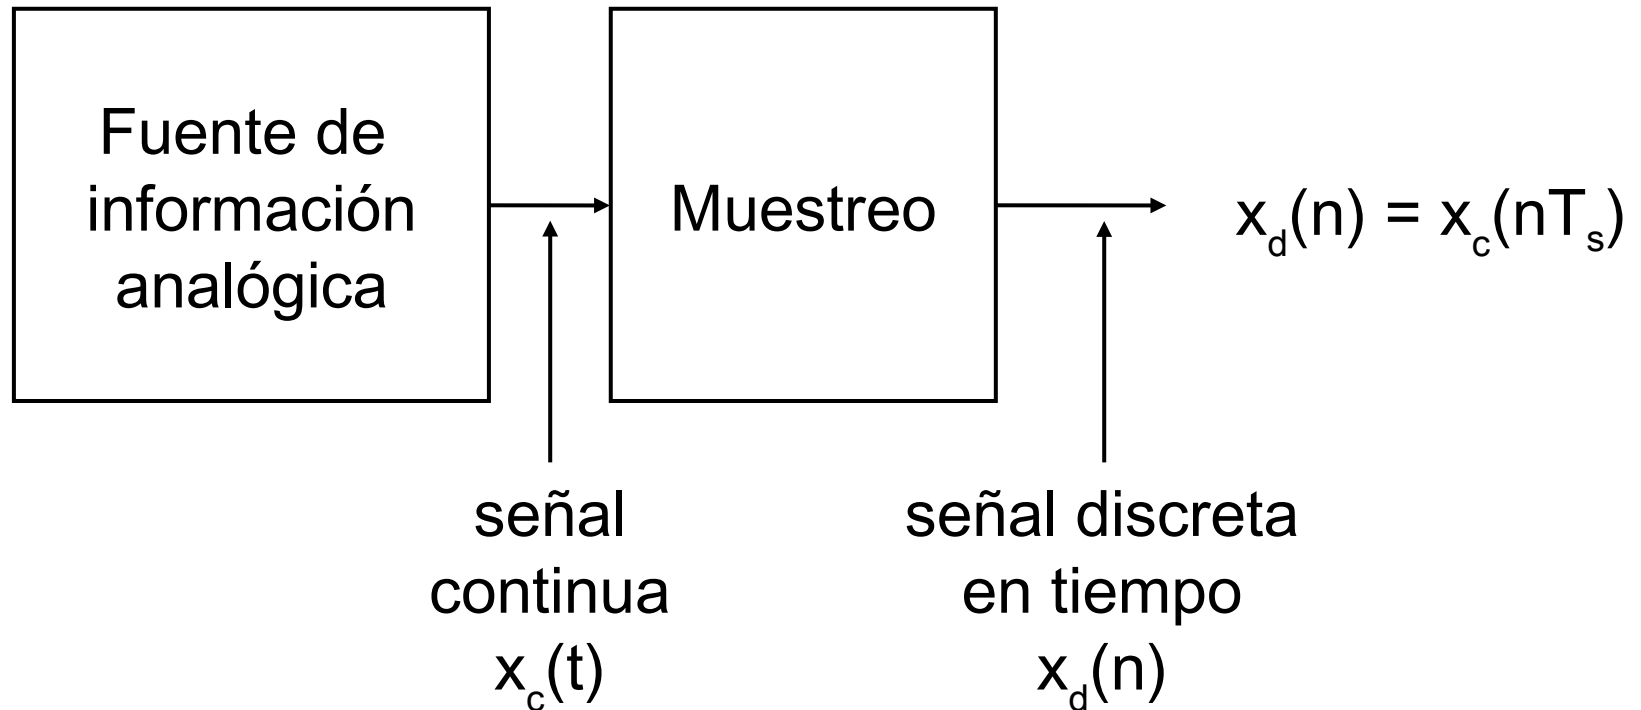 Fuente de
información
analógica
Muestreo
x_d(n) = x_c(nT_s)
señal
continua
x_c(t)
señal discreta
en tiempo
x_d(n)